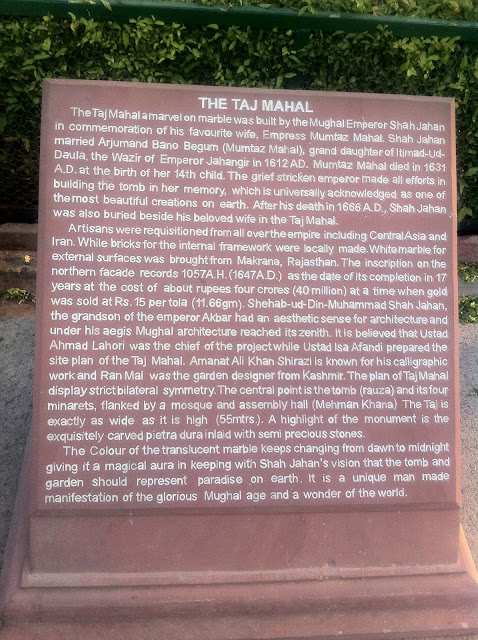 THE TAJ MAHAL
The Taj Mahal a marvel on marble was built by the Mughal Emperor Shah Jahan
in commemoration of his favourite wife, Empress Mumtaz Mahal. Shah Jahan
married Arjumand Bano Begum (Mumtaz Mahal), grand daughter of Itimad-Ud-
Daula, the Wazir of Emperor Jahangir in 1612 AD. Mumtaz Mahal died in 1631
A.D. at the birth of her 14th child. The grief stricken emperor made all efforts in
building the tomb in her memory, which is universally acknowledged as one of
the most beautiful creations on earth. After his death in 1666 A.D., Shah Jahan
was also buried beside his beloved wife in the Taj Mahal.
Artisans were requisitioned from all over the empire including Central Asia and
Iran. While bricks for the internal framework were locally made. White marble for
external surfaces was brought from Makrana, Rajasthan. The inscription on the
northern facade records 1057A.H. (1647A.D.) as the date of its completion in 17
years at the cost of about rupees four crores (40 million) at a time when gold
was sold at Rs. 15 per tola (11.66gm). Shehab-ud-Din-Muhammad Shah Jahan,
the grandson of the emperor Akbar had an aesthetic sense for architecture and
under his aegis Mughal architecture reached its zenith. It is believed that Ustad
Ahmad Lahori was the chief of the project while Ustad Isa Afandi prepared the
site plan of the Taj Mahal. Amanat Ali Khan Shirazi is known for his calligraphic
work and Ran Mal was the garden designer from Kashmir. The plan of Taj Mahal
display strict bilateral symmetry. The central point is the tomb (rauza) and its four
minarets, flanked by a mosque and assembly hall (Mehman Khana) The Taj is
exactly as wide as it is high (55mtrs.). A highlight of the monument is the
exquisitely carved pietra dura inlaid with semi precious stones.
The Colour of the translucent marble keeps changing from dawn to midnight
giving it a magical aura in keeping with Shah Jahan's vision that the tomb and
garden should represent paradise on earth. It is a unique man made
manifestation of the glorious Mughal age and a wonder of the world.